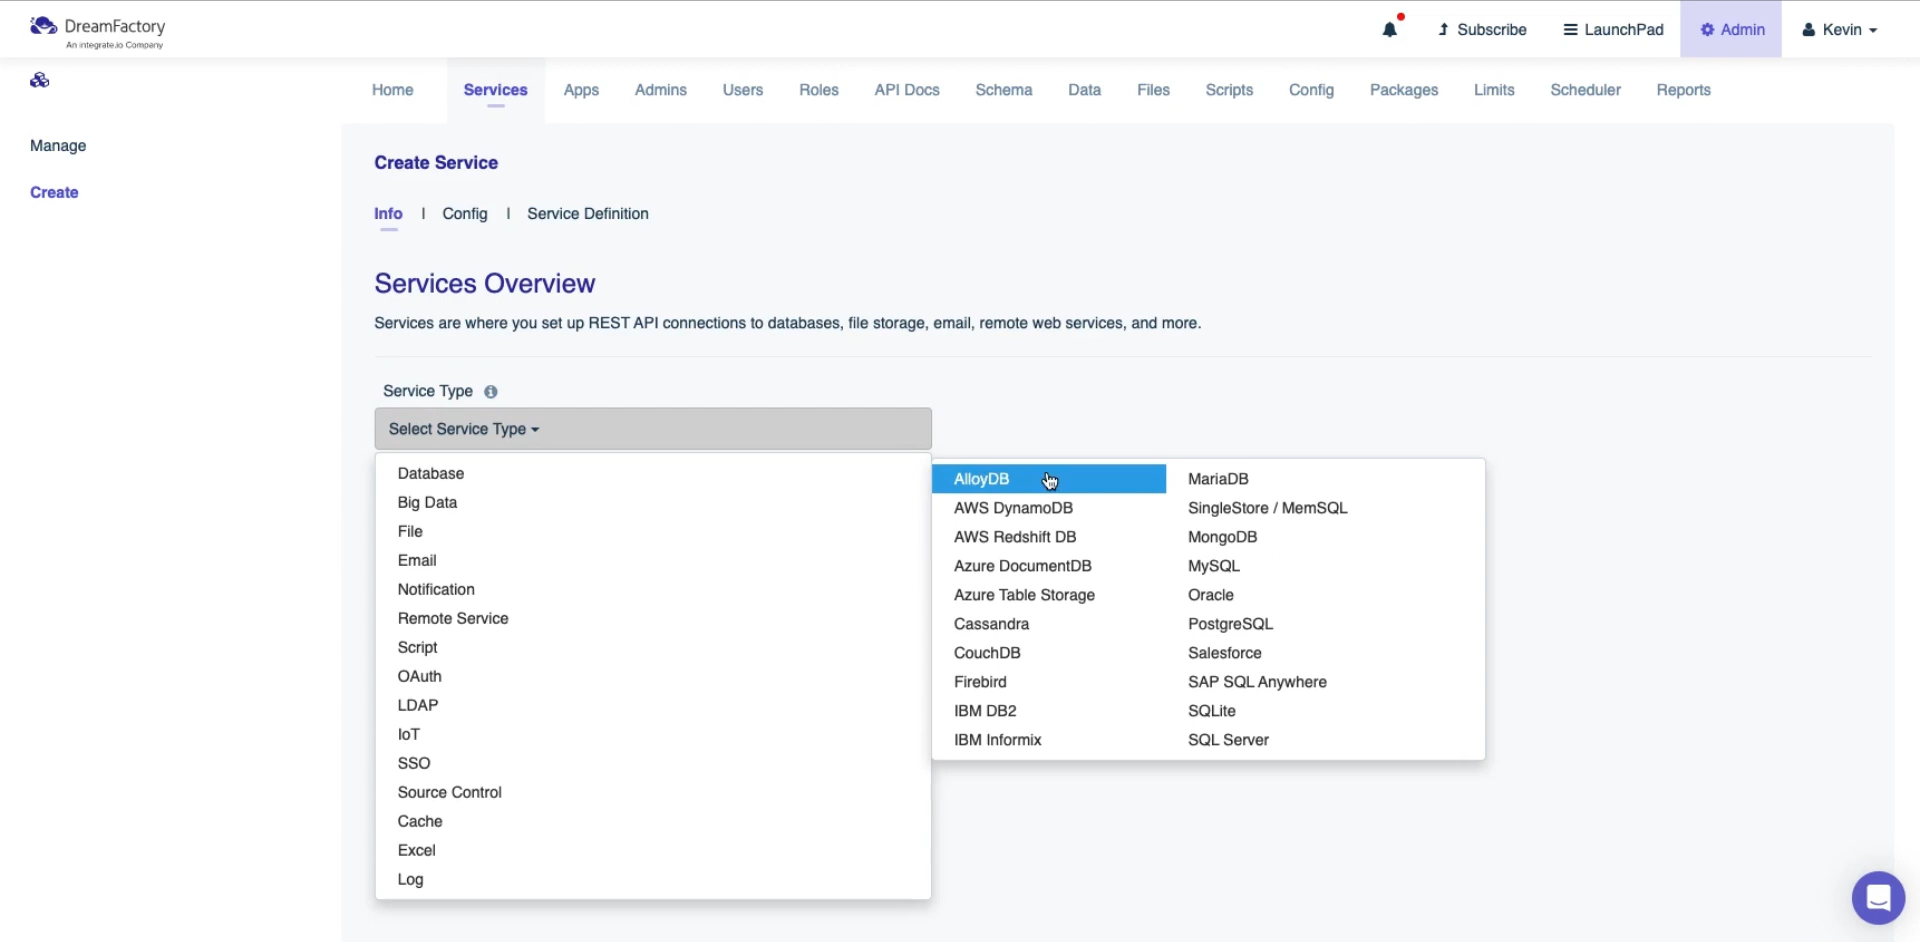 DreamFactory
An integrate.io Company
Subscribe
LaunchPad
Admin
Kevin
Home
Services
Apps
Admins
Users
Roles
API Docs
Schema
Data
Files
Scripts
Config
Packages
Limits
Scheduler
Reports
Manage
Create
Create Service
Info | Config | Service Definition
Services Overview
Services are where you set up REST API connections to databases, file storage, email, remote web services, and more.
Service Type
Select Service Type
Database
Big Data
File
Email
Notification
Remote Service
Script
OAuth
LDAP
IoT
SSO
Source Control
Cache
Excel
Log
AlloyDB
AWS DynamoDB
AWS Redshift DB
Azure DocumentDB
Azure Table Storage
Cassandra
CouchDB
Firebird
IBM DB2
IBM Informix
MariaDB
SingleStore / MemSQL
MongoDB
MySQL
Oracle
PostgreSQL
Salesforce
SAP SQL Anywhere
SQLite
SQL Server